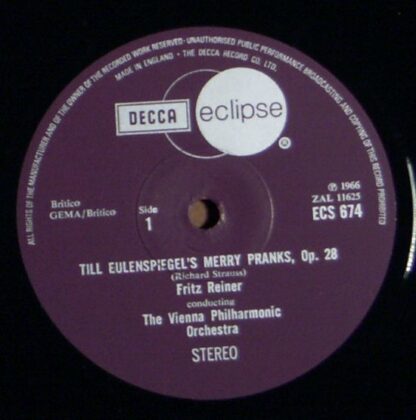 ALL RIGHTS OF THE MANUFACTURER AND OF THE OWNER OF THE RECORDED WORK RESERVED · UNAUTHORISED PUBLIC PERFORMANCE BROADCASTING AND COPYING OF THIS RECORD PROHIBITED
MADE IN ENGLAND · THE DECCA RECORD CO. LTD.
DECCA eclipse
®
Britico
GEMA/Britico
Side
1
℗ 1966
ZAL 11625
ECS 674
TILL EULENSPIEGEL'S MERRY PRANKS, Op. 28
(Richard Strauss)
Fritz Reiner
conducting
The Vienna Philharmonic
Orchestra
STEREO